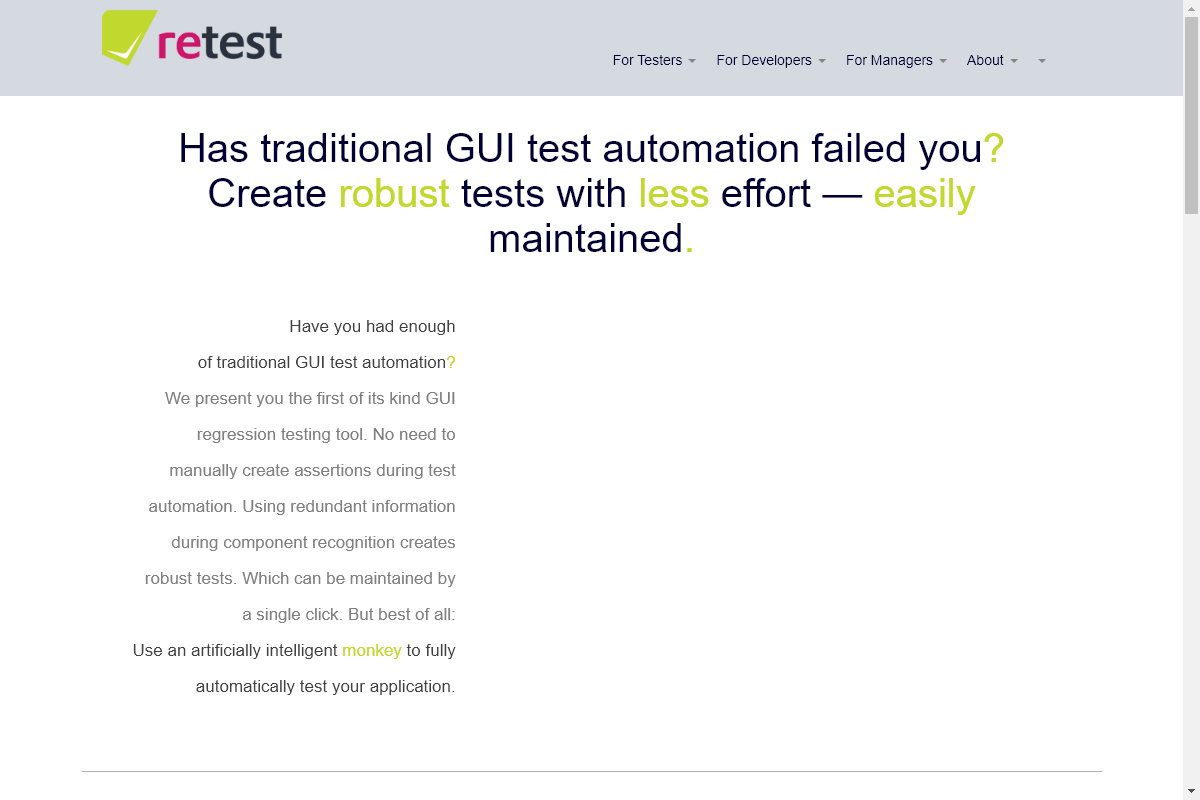 retest
For Testers
For Developers
For Managers
About
Has traditional GUI test automation failed you?
Create robust tests with less effort — easily
maintained.
Have you had enough
of traditional GUI test automation?
We present you the first of its kind GUI
regression testing tool. No need to
manually create assertions during test
automation. Using redundant information
during component recognition creates
robust tests. Which can be maintained by
a single click. But best of all:
Use an artificially intelligent monkey to fully
automatically test your application.